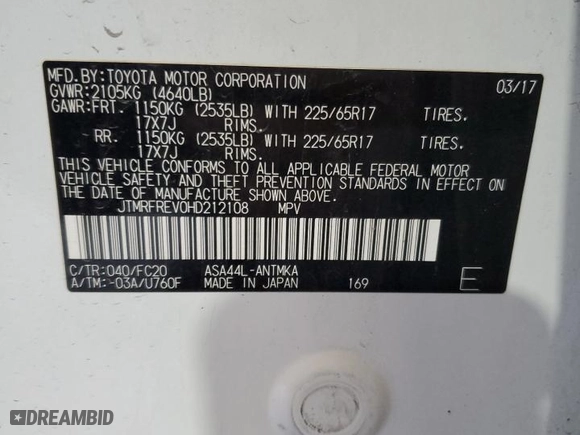 MFD.BY:TOYOTA MOTOR CORPORATION 03/17
GVWR:2105KG (4640LB)
GAWR:FRT. 1150KG (2535LB) WITH 225/65R17 TIRES.
17X7J RIMS.
RR. 1150KG (2535LB) WITH 225/65R17 TIRES.
17X7J RIMS.
THIS VEHICLE CONFORMS TO ALL APPLICABLE FEDERAL MOTOR
VEHICLE SAFETY AND THEFT PREVENTION STANDARDS IN EFFECT ON
THE DATE OF MANUFACTURE SHOWN ABOVE.
JTMRFREV0HD212108 MPV
C/TR:040/FC20 ASA44L-ANTMKA
A/TM:-03A/U760F MADE IN JAPAN 169 E
DREAMBID